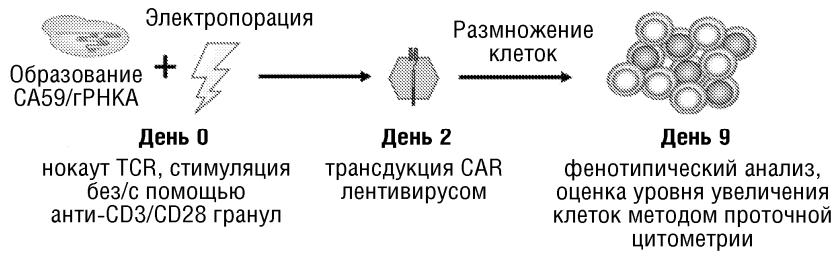 Электропорация
Образование
СА59/гРНКА
+
Размножение
клеток
День 0
нокаут TCR, стимуляция
без/с помощью
анти-CD3/CD28 гранул
День 2
трансдукция CAR
лентивирусом
День 9
фенотипический анализ,
оценка уровня увеличения
клеток методом проточной
цитометрии